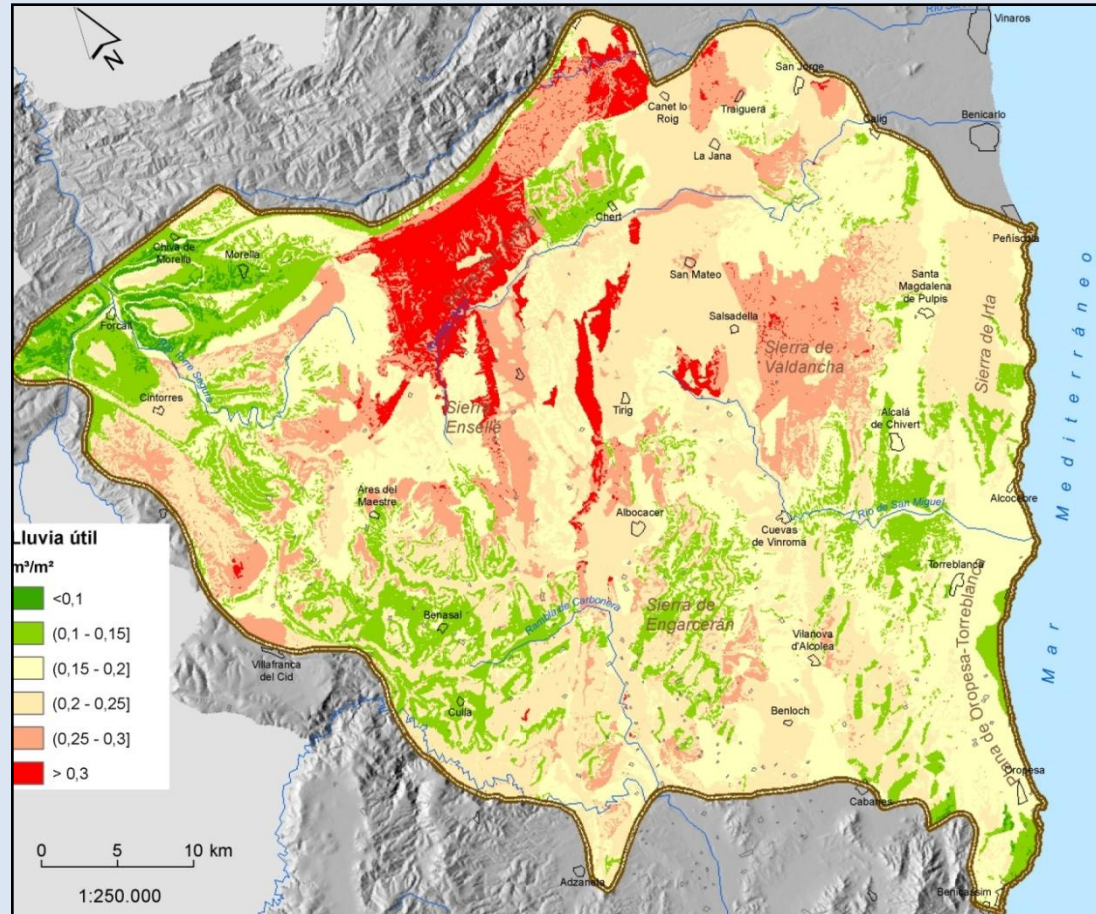 N
Río
Vinaros
San Jorge
Canet lo
Roig
Traiguera
Benicarlo
Calig
La Jana
Chert
Peñiscola
Chiva de
Morella
Morella
San Mateo
Santa
Magdalena
de Pulpis
Forcall
Salsadella
Sierra de
Valdancha
Sierra de Irta
Mar Mediterráneo
Cintorres
Tirig
Sierra
Enselle
Alcalá
de Chivert
Ares del
Maestre
Albocacer
Cuevas
de Vinroma
Río de San Miguel
Alcocebre
Torreblanca
Lluvia útil
m³/m²
<0,1
(0,1 - 0,15]
(0,15 - 0,2]
(0,2 - 0,25]
(0,25 - 0,3]
> 0,3
Benasal
Rambla de Carbonera
Sierra de
Engarcerán
Vilanova
d'Alcolea
Plana de Oropesa-Torreblanca
Villafranca
del Cid
Culla
Benloch
Oropesa
Cabanes
0 5 10 km
1:250.000
Adzaneta
Benicassim